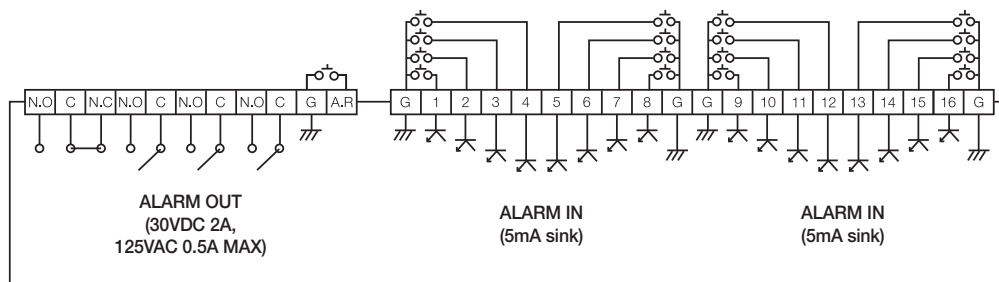 N.O C N.C N.O C N.O C N.O C G A.R G 1 2 3 4 5 6 7 8 G G 9 10 11 12 13 14 15 16 G
ALARM OUT
(30VDC 2A,
125VAC 0.5A MAX)
ALARM IN
(5mA sink)
ALARM IN
(5mA sink)